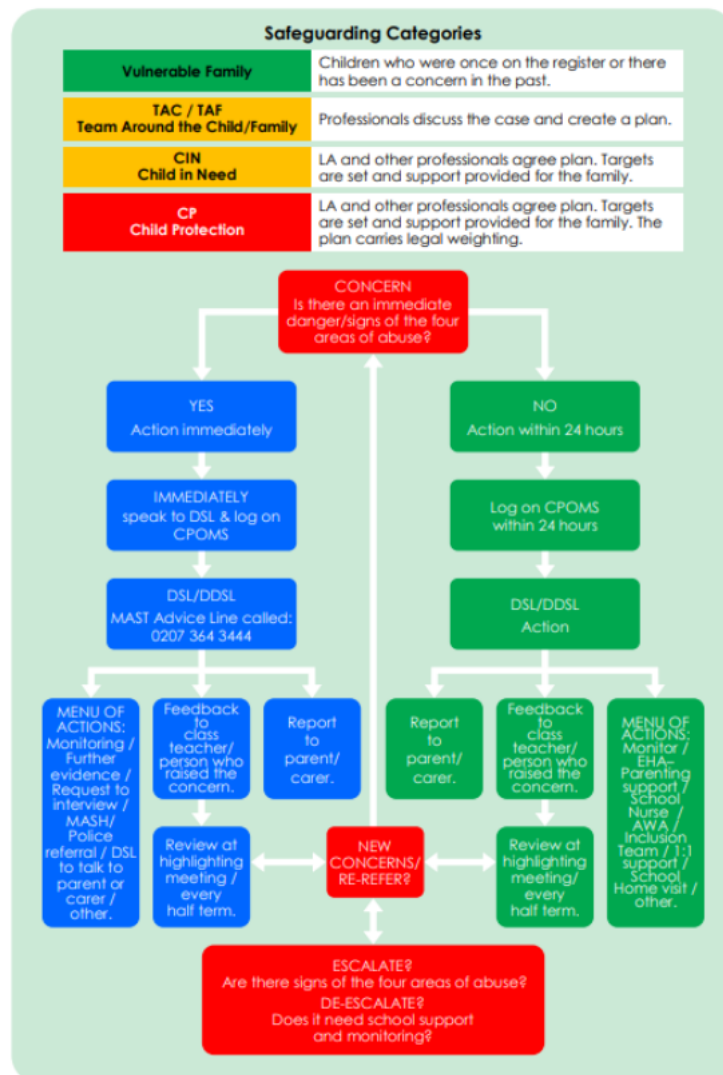 Safeguarding Categories
Vulnerable Family
Children who were once on the register or there
has been a concern in the past.
TAC / TAF
Team Around the Child/Family
Professionals discuss the case and create a plan.
CIN
Child in Need
LA and other professionals agree plan. Targets
are set and support provided for the family.
CP
Child Protection
LA and other professionals agree plan. Targets
are set and support provided for the family. The
plan carries legal weighting.
CONCERN
Is there an immediate
danger/signs of the four
areas of abuse?
YES
Action immediately
NO
Action within 24 hours
IMMEDIATELY
speak to DSL & log on
CPOMS
Log on CPOMS
within 24 hours
DSL/DDSL
MAST Advice Line called:
0207 364 3444
DSL/DDSL
Action
MENU OF
ACTIONS:
Monitoring /
Further
evidence /
Request to
interview /
MASH/
Police
referral / DSL
to talk to
parent or
carer /
other.
Feedback
to
class
teacher/
person who
raised the
concern.
Report
to
parent/
carer.
Report
to
parent/
carer.
Feedback
to
class
teacher/
person who
raised the
concern.
MENU OF
ACTIONS:
Monitor /
EHA–
Parenting
support /
School
Nurse /
AWA /
Inclusion
Team / 1:1
support /
School
Home visit /
other.
Review at
highlighting
meeting /
every
half term.
NEW
CONCERNS/
RE-REFER?
Review at
highlighting
meeting/
every
half term.
ESCALATE?
Are there signs of the four areas of abuse?
DE-ESCALATE?
Does it need school support
and monitoring?